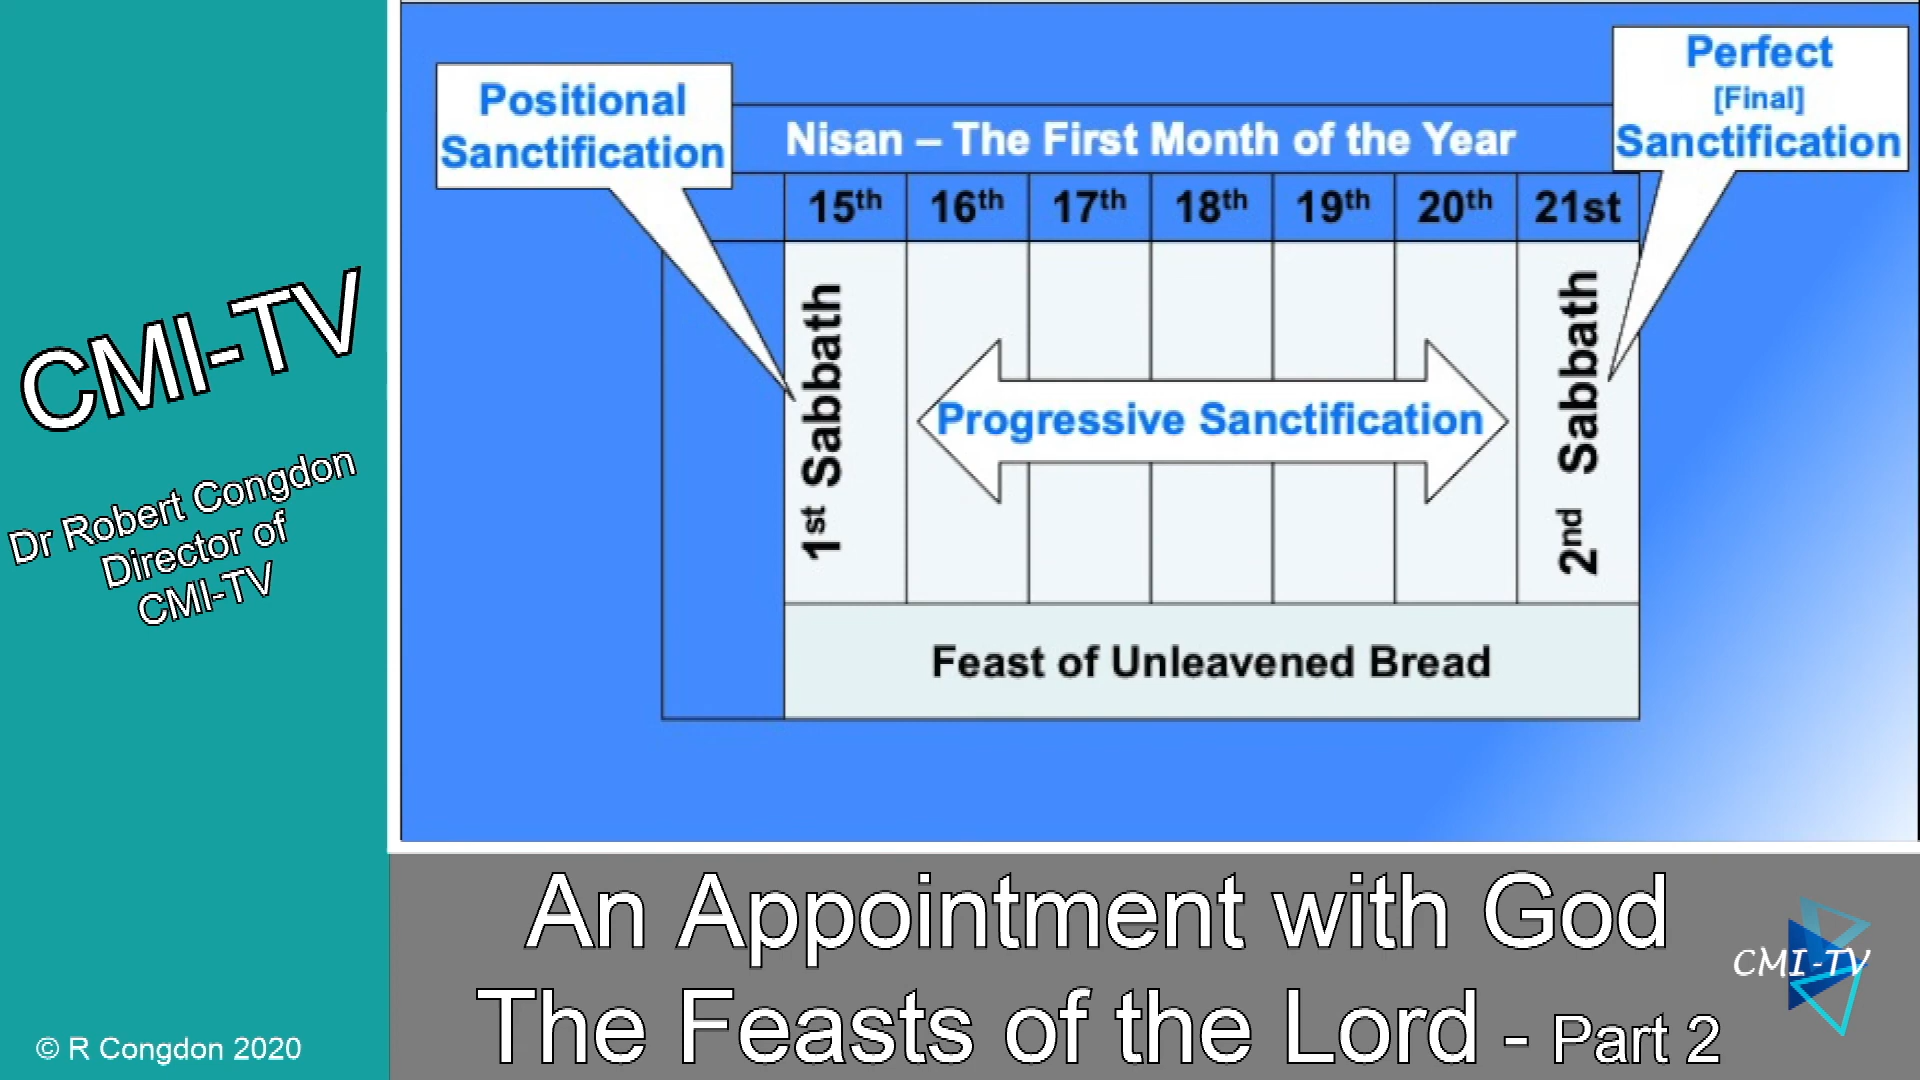 CMI-TV
Dr Robert Congdon
Director of
CMI-TV
© R Congdon 2020
Positional
Sanctification
Perfect
[Final]
Sanctification
Nisan – The First Month of the Year
15th 16th 17th 18th 19th 20th 21st
1st Sabbath
Progressive Sanctification
2nd Sabbath
Feast of Unleavened Bread
An Appointment with God
The Feasts of the Lord - Part 2
CMI-TV